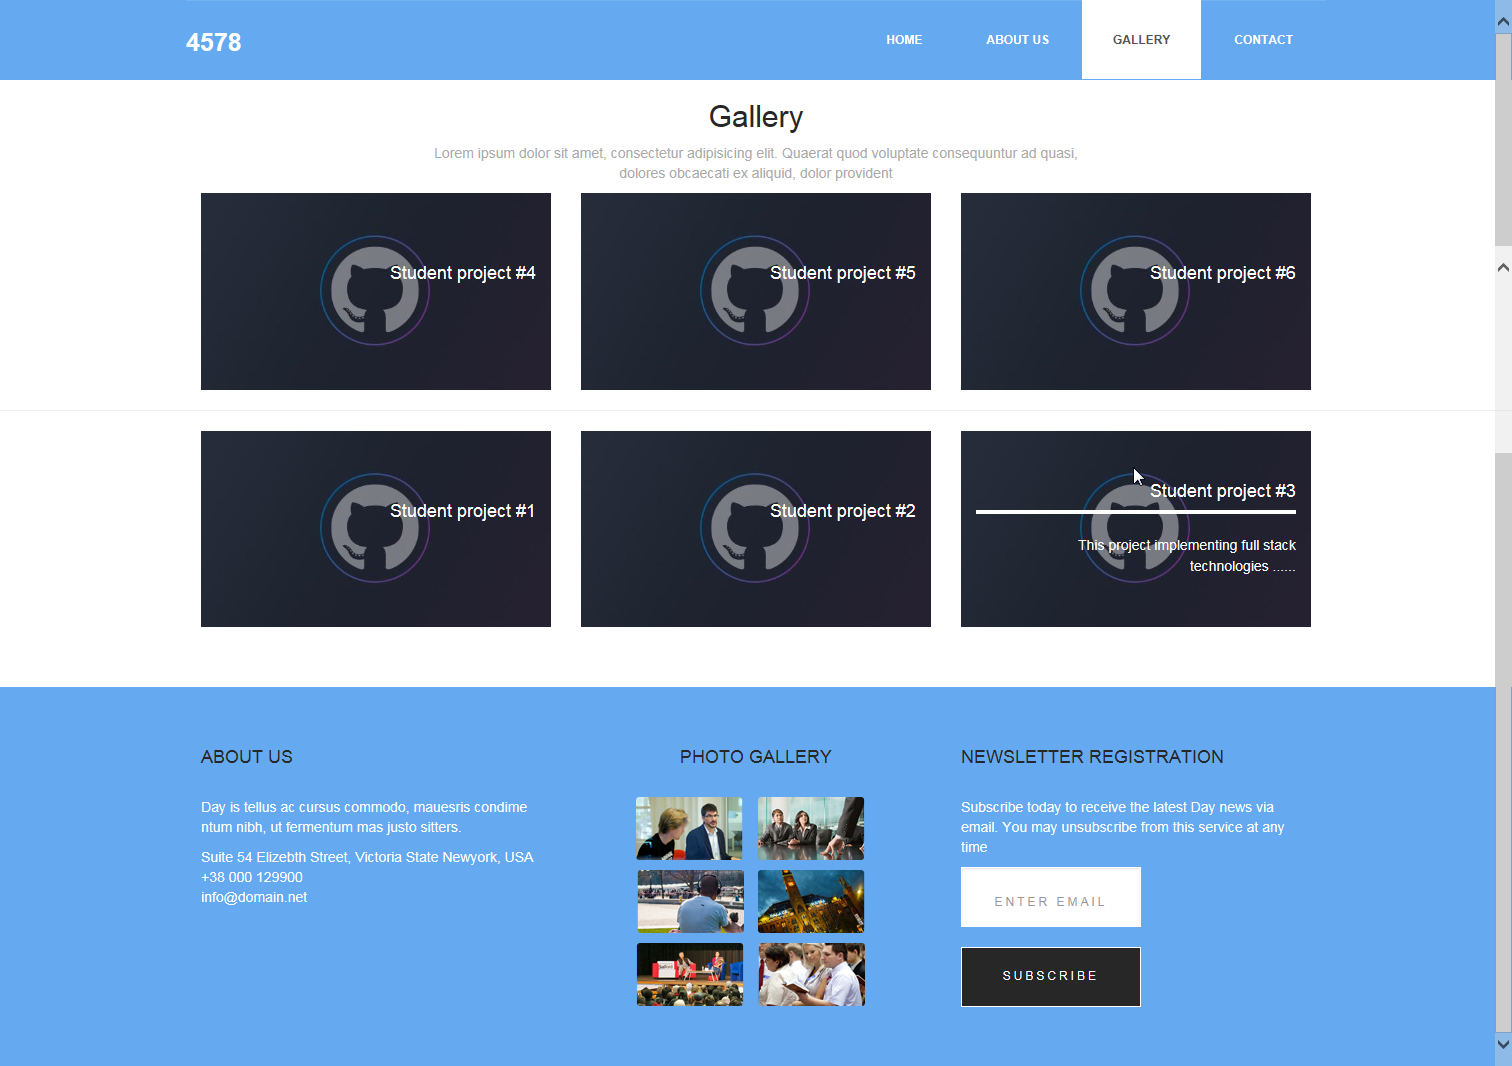 4578
HOME
ABOUT US
GALLERY
CONTACT
Gallery
Lorem ipsum dolor sit amet, consectetur adipisicing elit. Quaerat quod voluptate consequuntur ad quasi,
dolores obcaecati ex aliquid, dolor provident
Student project #4
Student project #5
Student project #6
Student project #1
Student project #2
Student project #3
This project implementing full stack
technologies ......
ABOUT US
Day is tellus ac cursus commodo, mauesris condime
ntum nibh, ut fermentum mas justo sitters.
Suite 54 Elizebth Street, Victoria State Newyork, USA
+38 000 129900
info@domain.net
PHOTO GALLERY
NEWSLETTER REGISTRATION
Subscribe today to receive the latest Day news via
email. You may unsubscribe from this service at any
time
ENTER EMAIL
SUBSCRIBE